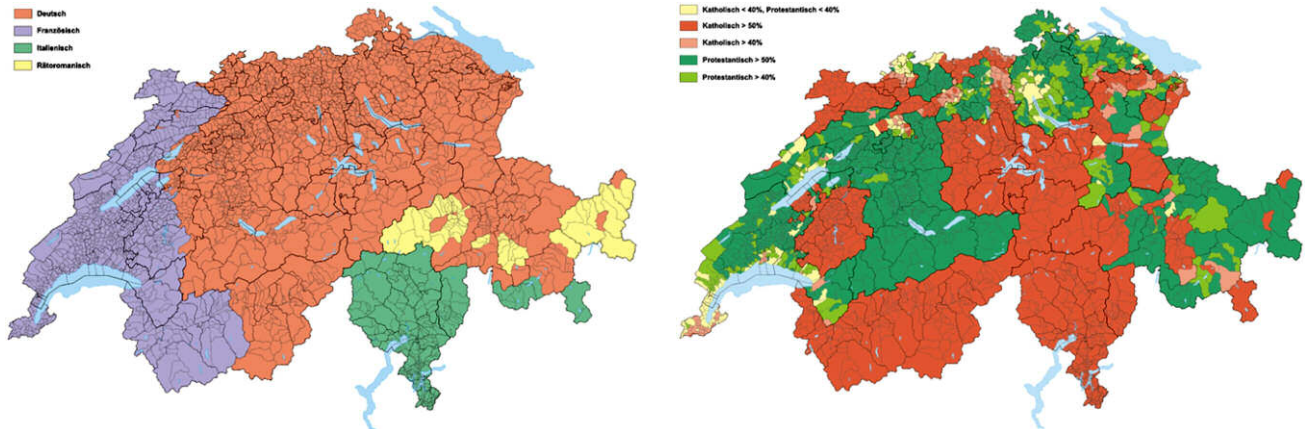 Deutsch
Französisch
Italienisch
Rätoromanisch
Katholisch < 40%, Protestantisch < 40%
Katholisch > 50%
Katholisch > 40%
Protestantisch > 50%
Protestantisch > 40%